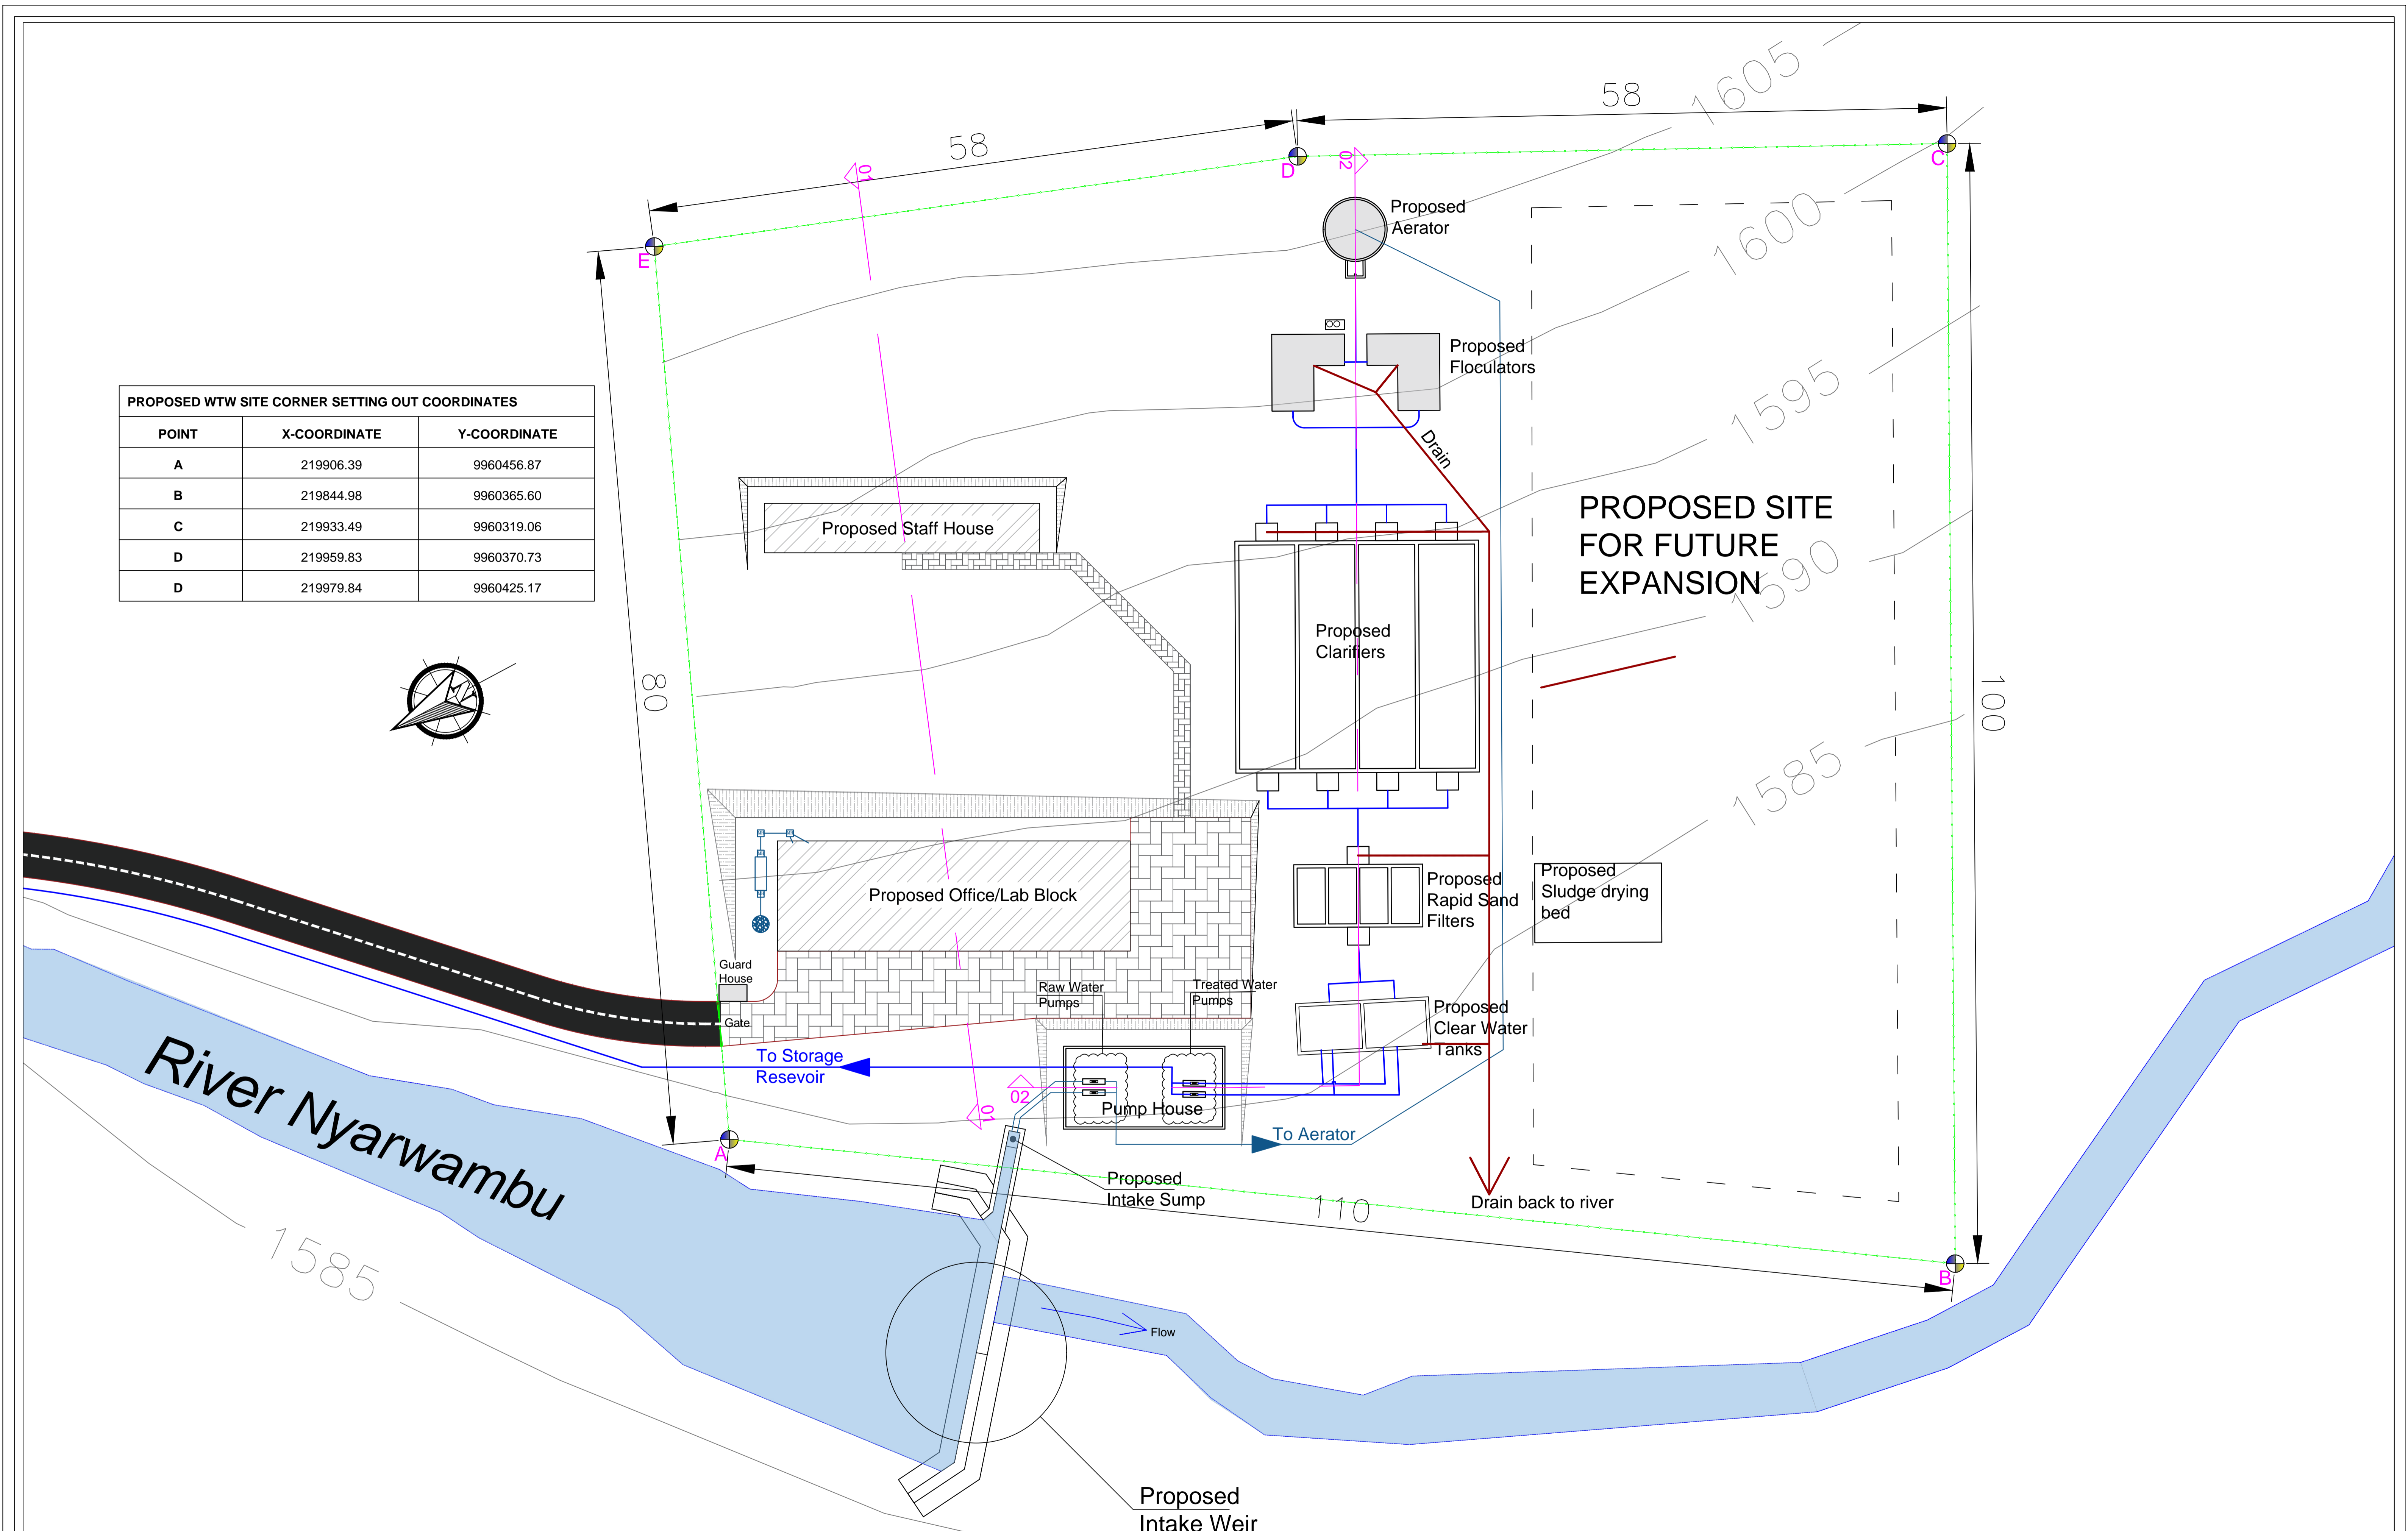 1605
58
58
02
01
D
C
E
Proposed
Aerator
1600
Proposed
Floculators
1595
PROPOSED WTW SITE CORNER SETTING OUT COORDINATES
POINT X-COORDINATE Y-COORDINATE
A 219906.39 9960456.87
B 219844.98 9960365.60
C 219933.49 9960319.06
D 219959.83 9960370.73
D 219979.84 9960425.17
Drain
Proposed Staff House
PROPOSED SITE
FOR FUTURE
EXPANSION
1590
Proposed
Clarifiers
80
100
N
1585
Proposed Office/Lab Block
Proposed
Rapid Sand
Filters
Proposed
Sludge drying
bed
Guard
House
Gate
Raw Water
Pumps
Treated Water
Pumps
Proposed
Clear Water
Tanks
To Storage
Resevoir
02
01
Pump House
To Aerator
A
River Nyarwambu
Proposed
Intake Sump
110
Drain back to river
B
1585
Flow
Proposed
Intake Weir